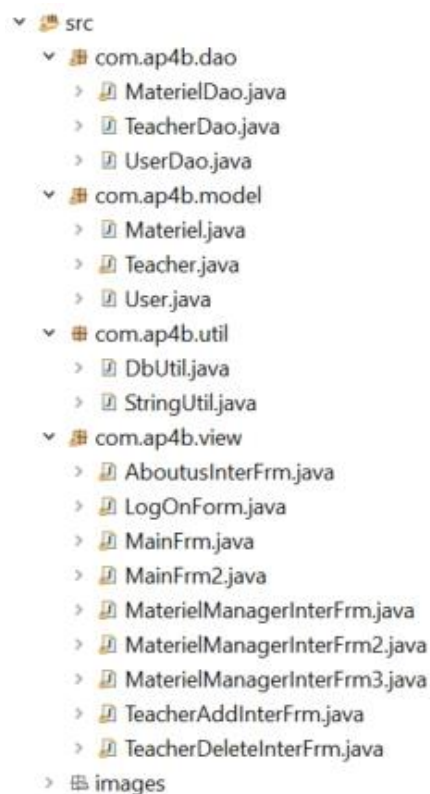 src
com.ap4b.dao
MaterielDao.java
TeacherDao.java
UserDao.java
com.ap4b.model
Materiel.java
Teacher.java
User.java
com.ap4b.util
DbUtil.java
StringUtil.java
com.ap4b.view
AboutusInterFrm.java
LogOnForm.java
MainFrm.java
MainFrm2.java
MaterielManagerInterFrm.java
MaterielManagerInterFrm2.java
MaterielManagerInterFrm3.java
TeacherAddInterFrm.java
TeacherDeleteInterFrm.java
images